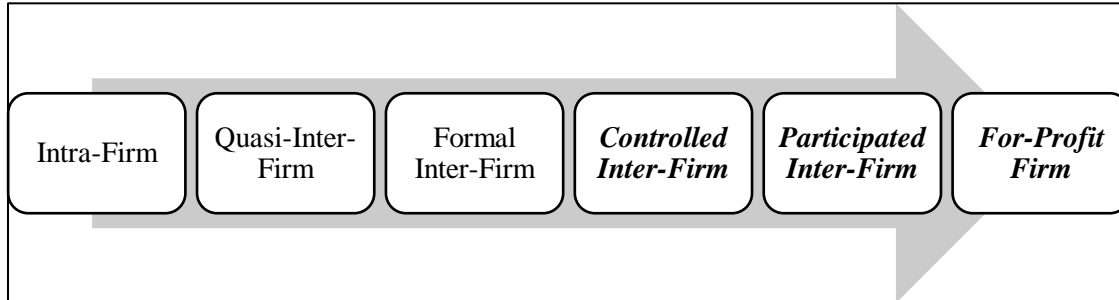 Intra-Firm
Quasi-Inter-
Firm
Formal
Inter-Firm
Controlled
Inter-Firm
Participated
Inter-Firm
For-Profit
Firm